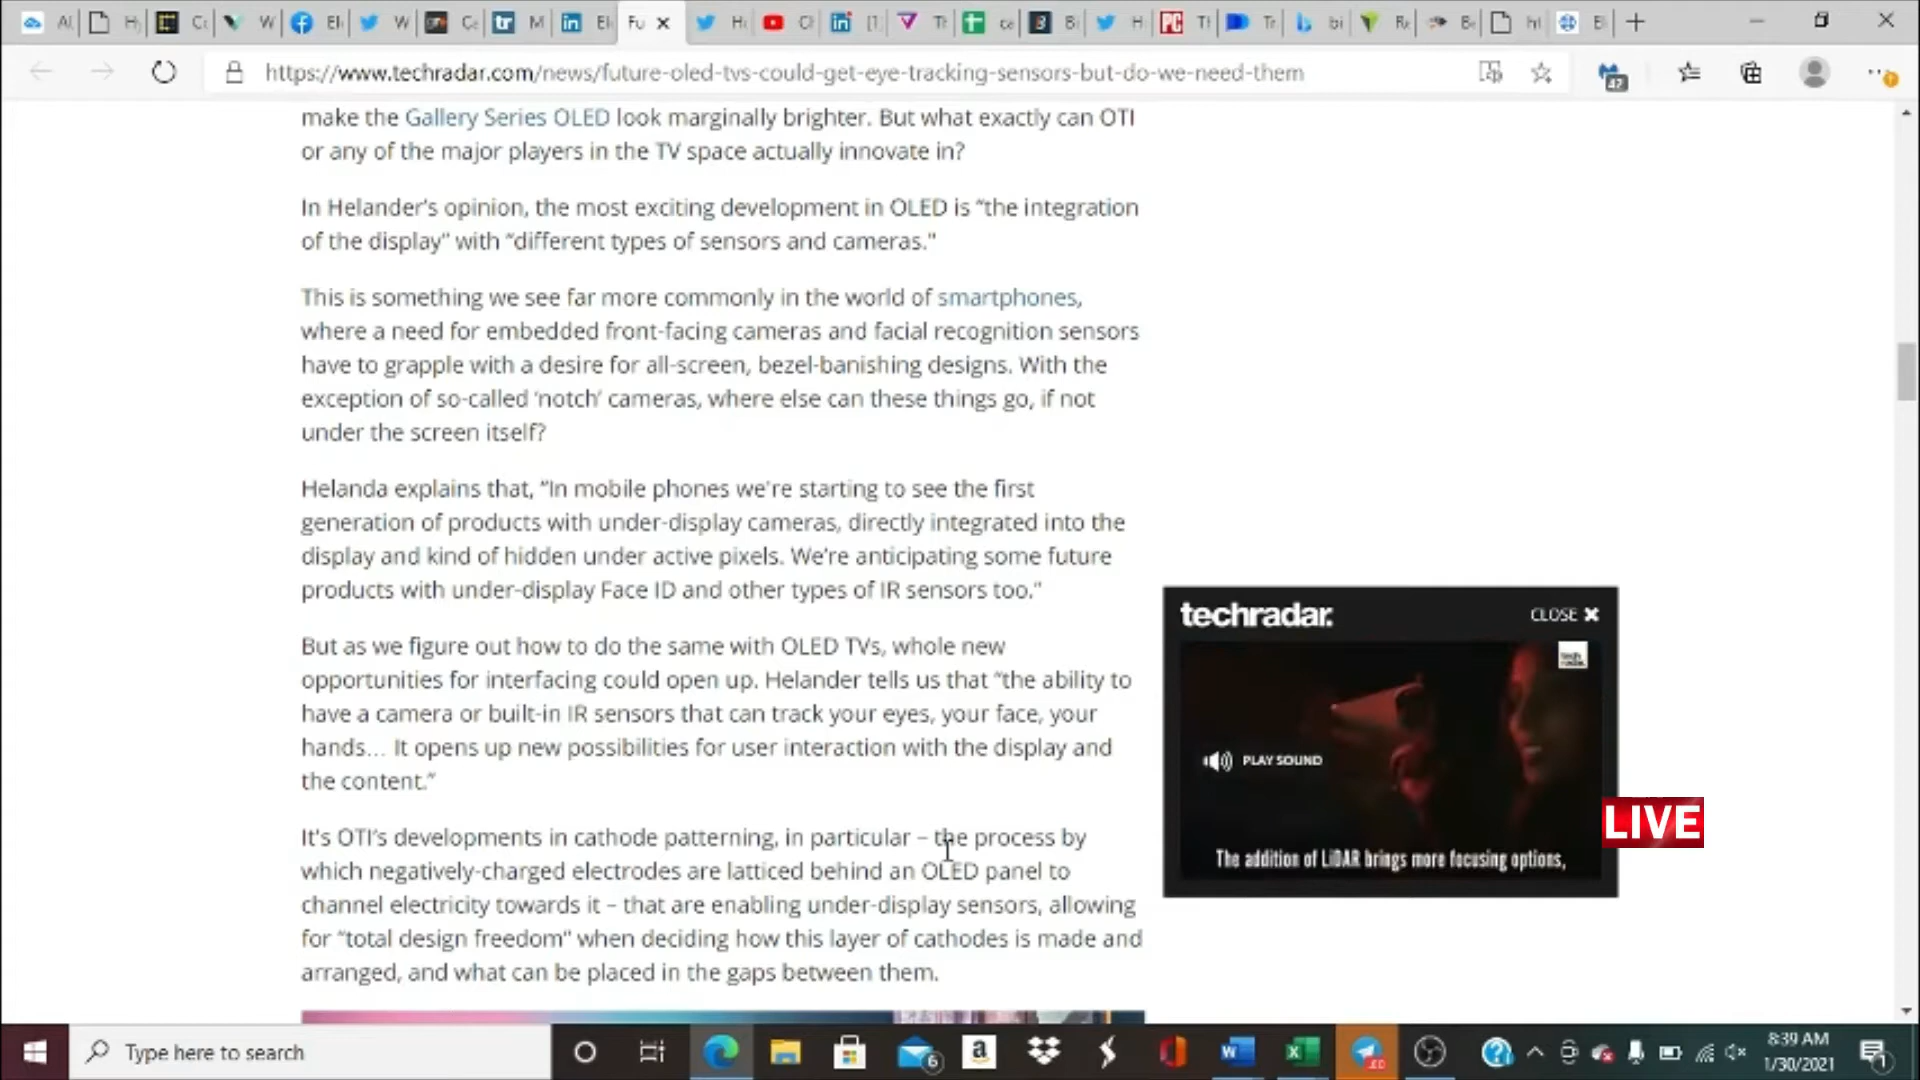 https://www.techradar.com/news/future-oled-tvs-could-get-eye-tracking-sensors-but-do-we-need-them
42
make the Gallery Series OLED look marginally brighter. But what exactly can OTI
or any of the major players in the TV space actually innovate in?
In Helander's opinion, the most exciting development in OLED is “the integration
of the display” with “different types of sensors and cameras."
This is something we see far more commonly in the world of smartphones,
where a need for embedded front-facing cameras and facial recognition sensors
have to grapple with a desire for all-screen, bezel-banishing designs. With the
exception of so-called ‘notch’ cameras, where else can these things go, if not
under the screen itself?
Helanda explains that, “In mobile phones we're starting to see the first
generation of products with under-display cameras, directly integrated into the
display and kind of hidden under active pixels. We’re anticipating some future
products with under-display Face ID and other types of IR sensors too.”
But as we figure out how to do the same with OLED TVs, whole new
opportunities for interfacing could open up. Helander tells us that “the ability to
have a camera or built-in IR sensors that can track your eyes, your face, your
hands… It opens up new possibilities for user interaction with the display and
the content.”
It's OTI’s developments in cathode patterning, in particular – the process by
which negatively-charged electrodes are latticed behind an OLED panel to
channel electricity towards it – that are enabling under-display sensors, allowing
for “total design freedom” when deciding how this layer of cathodes is made and
arranged, and what can be placed in the gaps between them.
techradar.
CLOSE
tech radar.
PLAY SOUND
The addition of LiDAR brings more focusing options,
LIVE
Type here to search
6
8:39 AM
1/30/2021
1